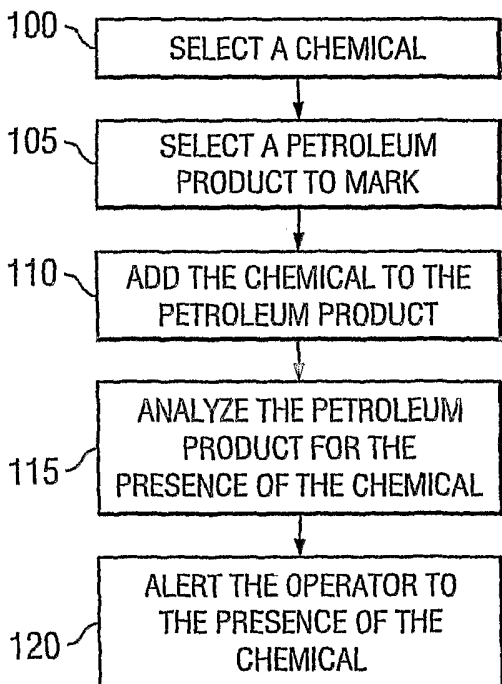 100
SELECT A CHEMICAL
105
SELECT A PETROLEUM
PRODUCT TO MARK
110
ADD THE CHEMICAL TO THE
PETROLEUM PRODUCT
115
ANALYZE THE PETROLEUM
PRODUCT FOR THE
PRESENCE OF THE CHEMICAL
120
ALERT THE OPERATOR TO
THE PRESENCE OF THE
CHEMICAL